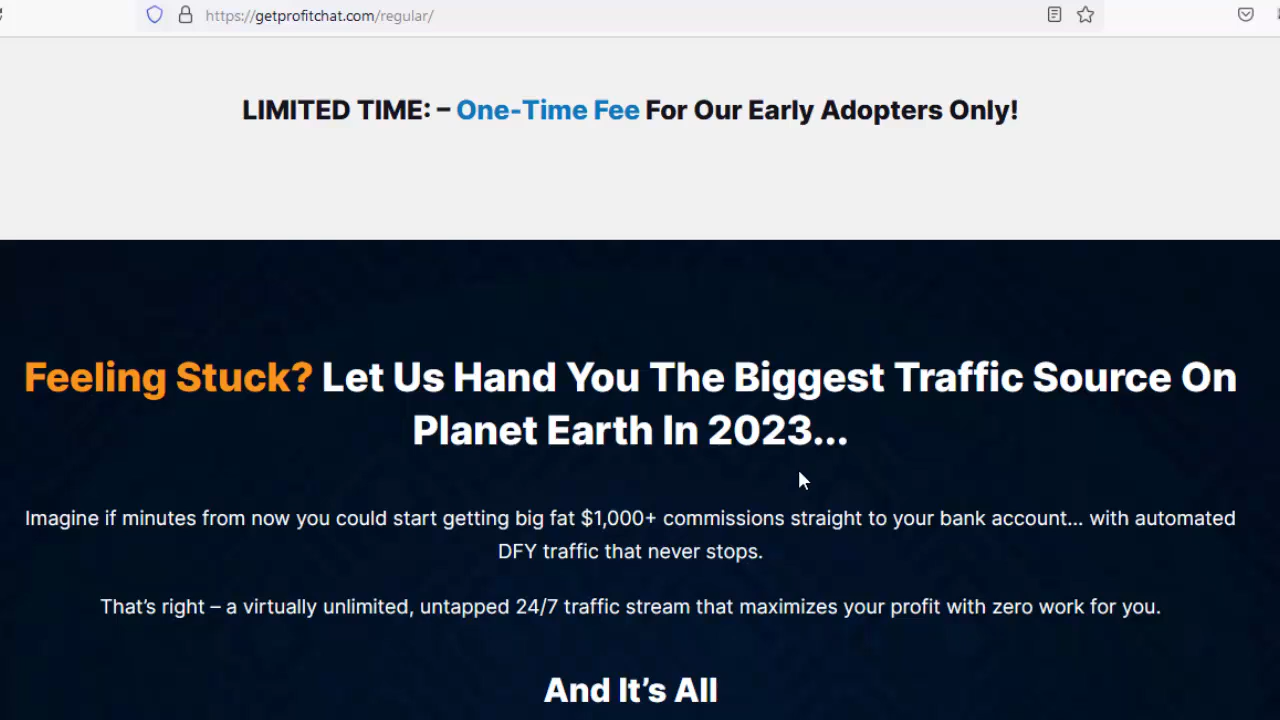 https://getprofitchat.com/regular/
LIMITED TIME: – One-Time Fee For Our Early Adopters Only!
Feeling Stuck? Let Us Hand You The Biggest Traffic Source On
Planet Earth In 2023...
Imagine if minutes from now you could start getting big fat $1,000+ commissions straight to your bank account... with automated
DFY traffic that never stops.
That’s right – a virtually unlimited, untapped 24/7 traffic stream that maximizes your profit with zero work for you.
And It’s All